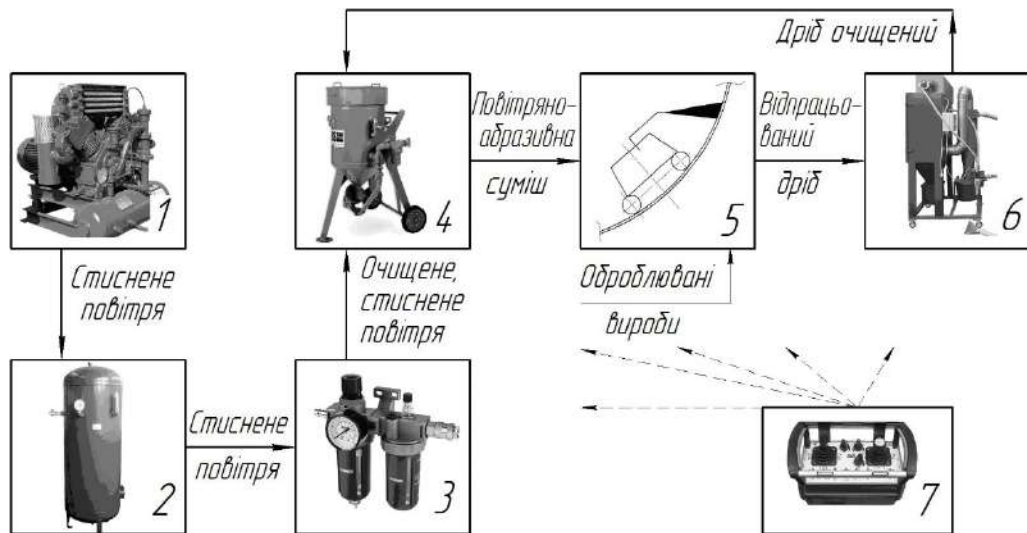 Дріб очищений
1
4
Повітряно-
абразивна
суміш
5
Відпрацьо-
ваний
дріб
6
Стиснене
повітря
Очищене,
стиснене
повітря
Оброблювані
вироби
2
Стиснене
повітря
3
7